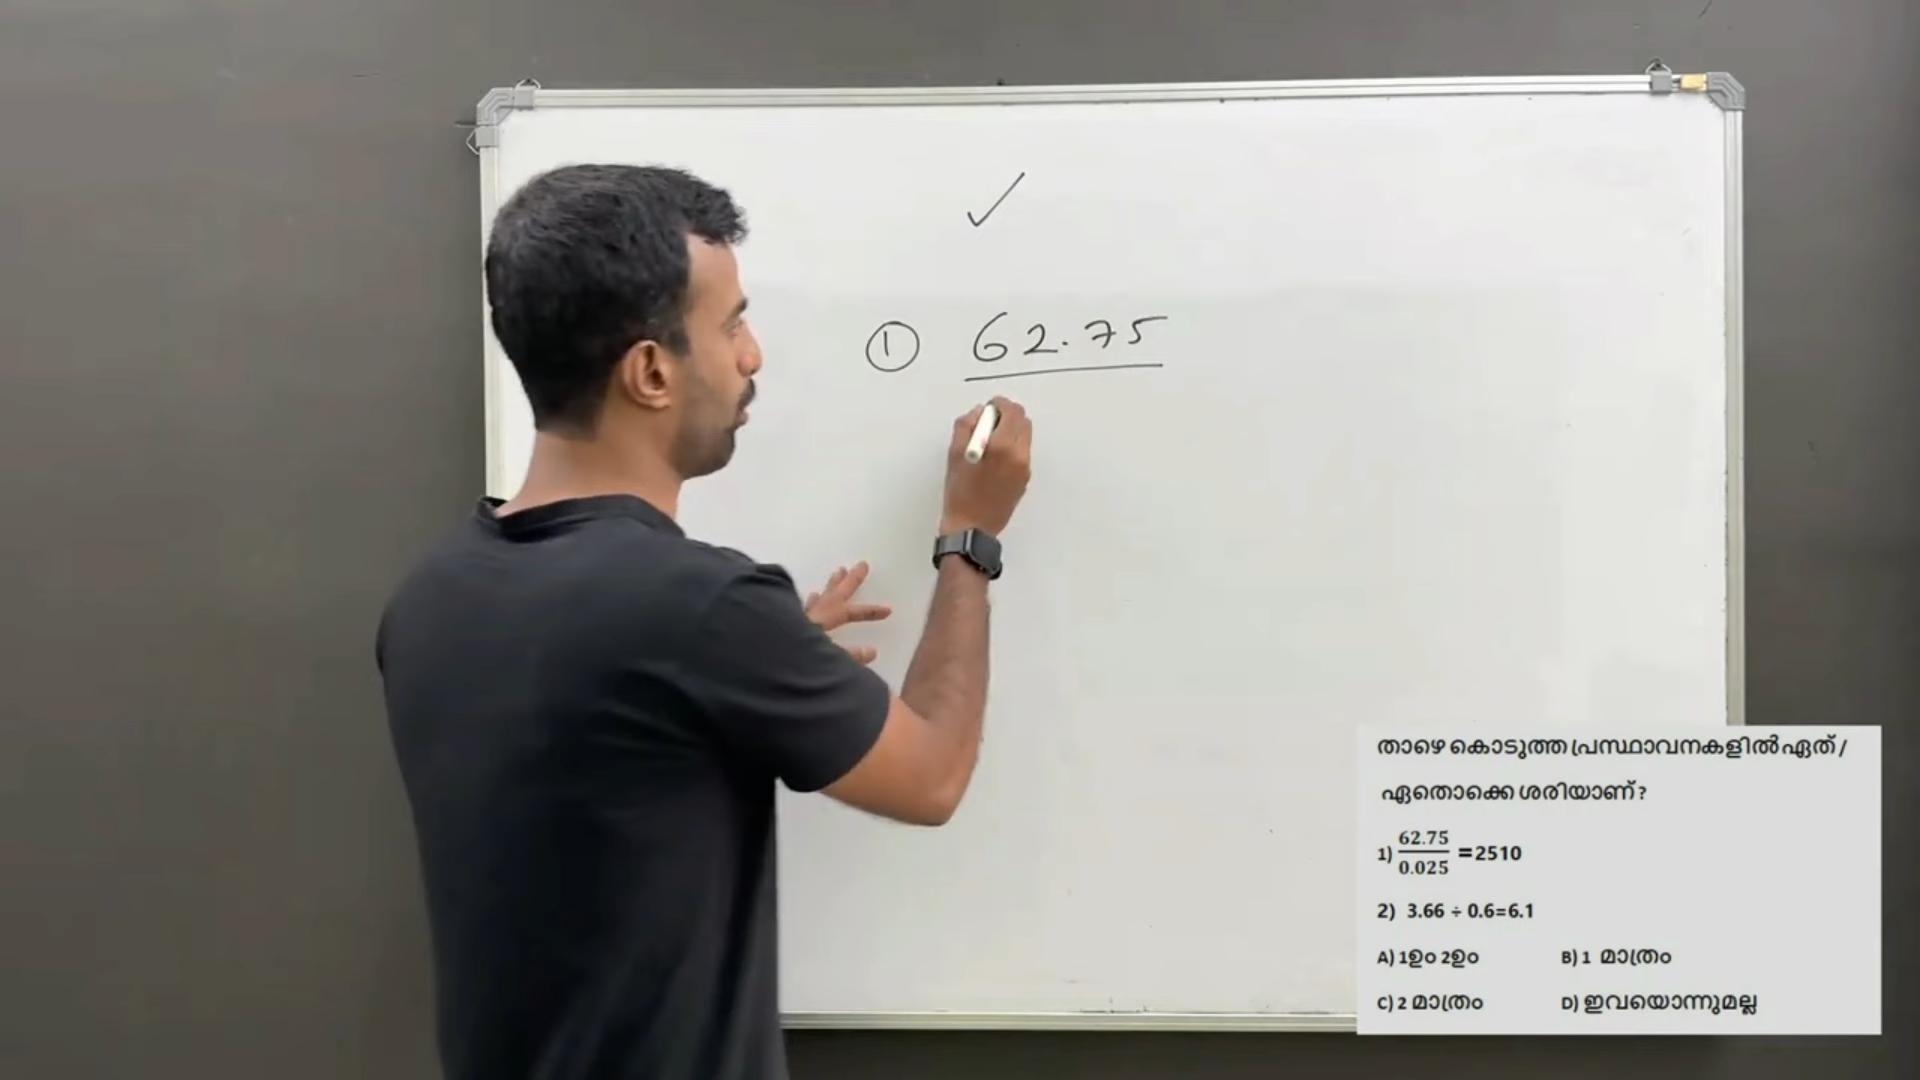 ✓
① 62.75
താഴെ കൊടുത്ത പ്രസ്ഥാവനകളിൽ ഏത് /
ഏതൊക്കെ ശരിയാണ് ?
1) 62.75/0.025 =2510
2) 3.66 ÷ 0.6=6.1
A) 1ഉം 2ഉം B) 1 മാത്രം
C) 2 മാത്രം D) ഇവയൊന്നുമല്ല